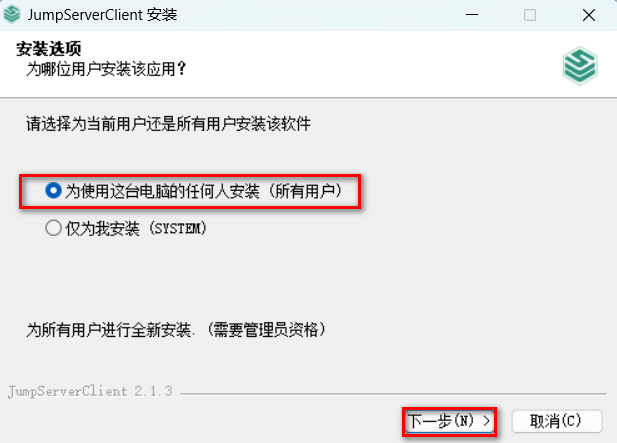 JumpServerClient 安装
安装选项
为哪位用户安装该应用？
请选择为当前用户还是所有用户安装该软件
为使用这台电脑的任何人安装（所有用户）
仅为我安装（SYSTEM）
为所有用户进行全新安装.（需要管理员资格）
JumpServerClient 2.1.3
下一步(N) >
取消(C)